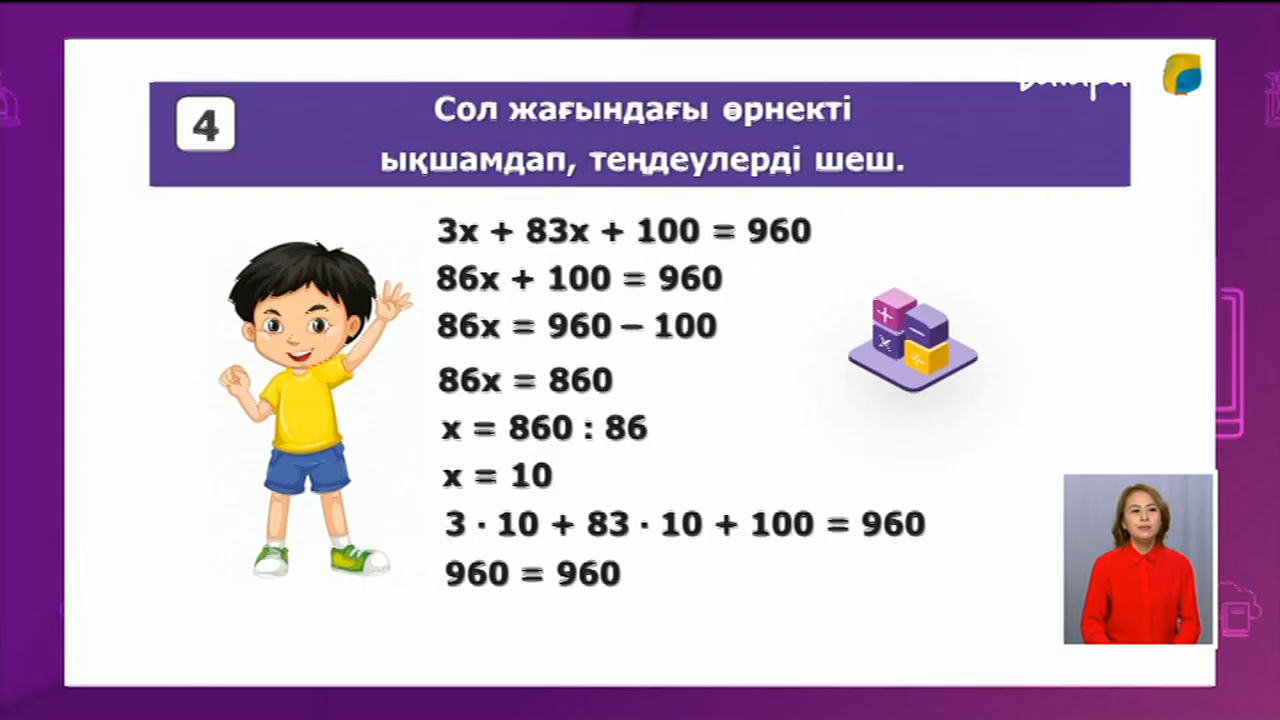 4
Сол жағындағы өрнекті
ықшамдап, теңдеулерді шеш.
3x + 83x + 100 = 960
86x + 100 = 960
86x = 960 – 100
86x = 860
x = 860 : 86
x = 10
3 · 10 + 83 · 10 + 100 = 960
960 = 960